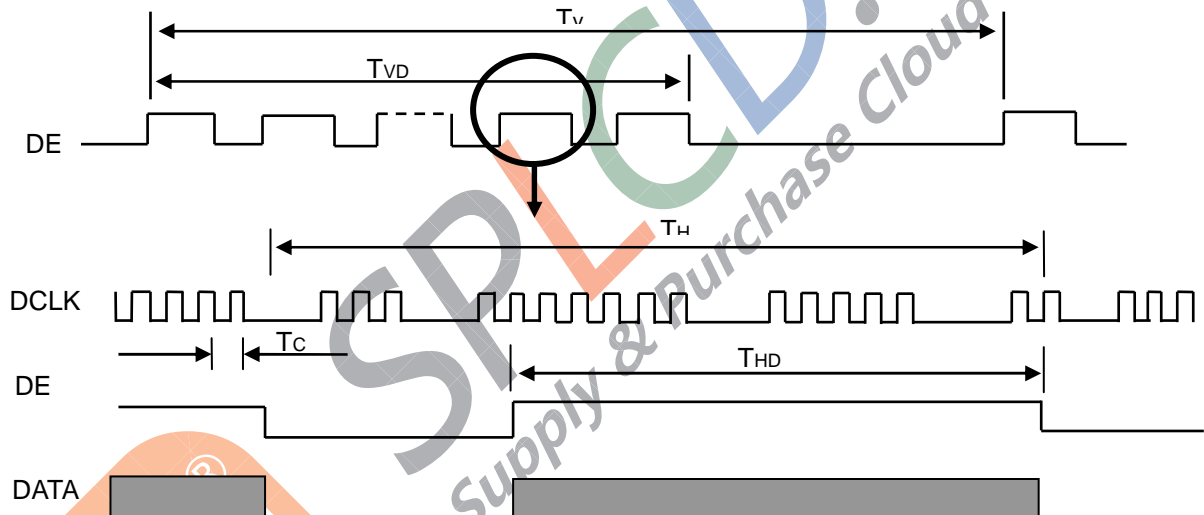 TV
TVD
DE
TH
DCLK
TC
THD
DE
DATA
SPLCD.
Supply & Purchase Cloud
®